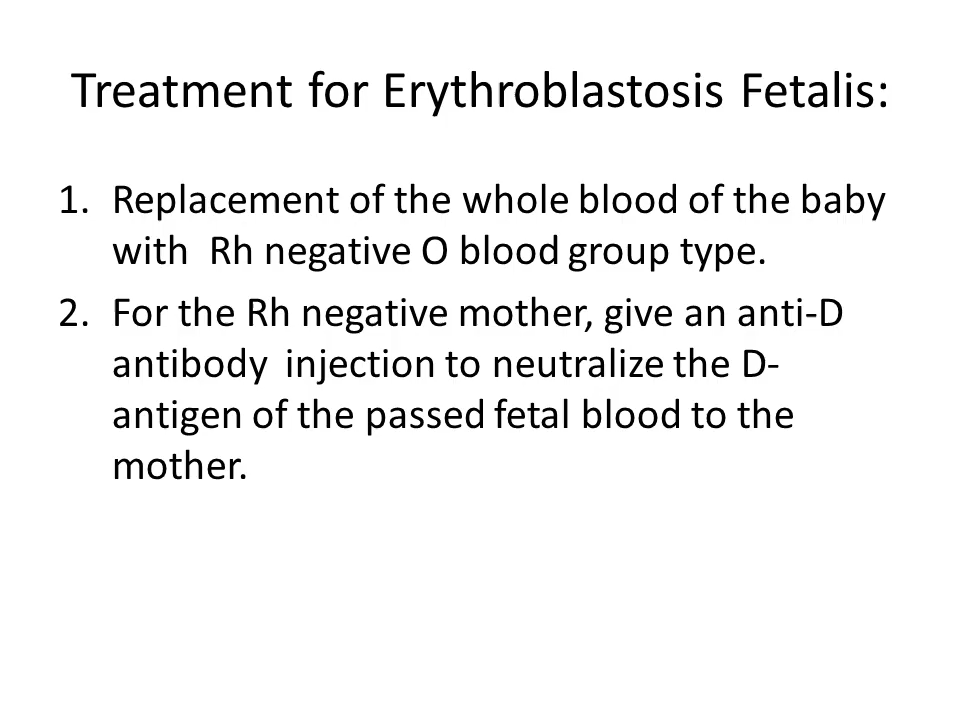 Treatment for Erythroblastosis Fetalis:
1. Replacement of the whole blood of the baby
with  Rh negative O blood group type.
2. For the Rh negative mother, give an anti-D
antibody  injection to neutralize the D-
antigen of the passed fetal blood to the
mother.